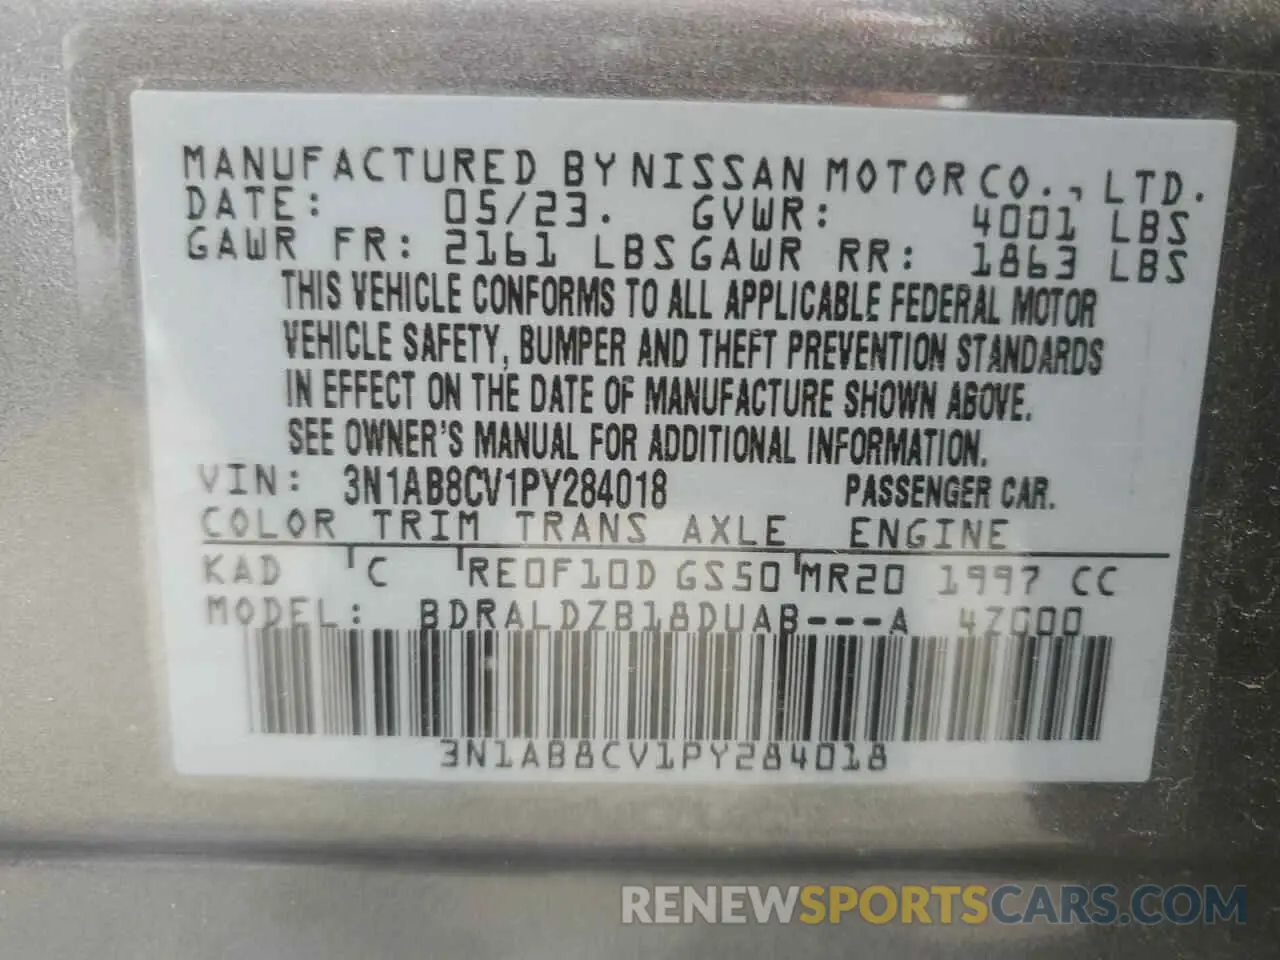 MANUFACTURED BY NISSAN MOTOR CO., LTD.
DATE: 05/23. GVWR: 4001 LBS
GAWR FR: 2161 LBS GAWR RR: 1863 LBS
THIS VEHICLE CONFORMS TO ALL APPLICABLE FEDERAL MOTOR
VEHICLE SAFETY, BUMPER AND THEFT PREVENTION STANDARDS
IN EFFECT ON THE DATE OF MANUFACTURE SHOWN ABOVE.
SEE OWNER'S MANUAL FOR ADDITIONAL INFORMATION.
VIN: 3N1AB8CV1PY284018 PASSENGER CAR.
COLOR TRIM TRANS AXLE ENGINE
KAD C RE0F10D GS50 MR20 1997 CC
MODEL: BDRALDZB18DUAB---A
3N1AB8CV1PY284018
RENEWSPORTSCARS.COM